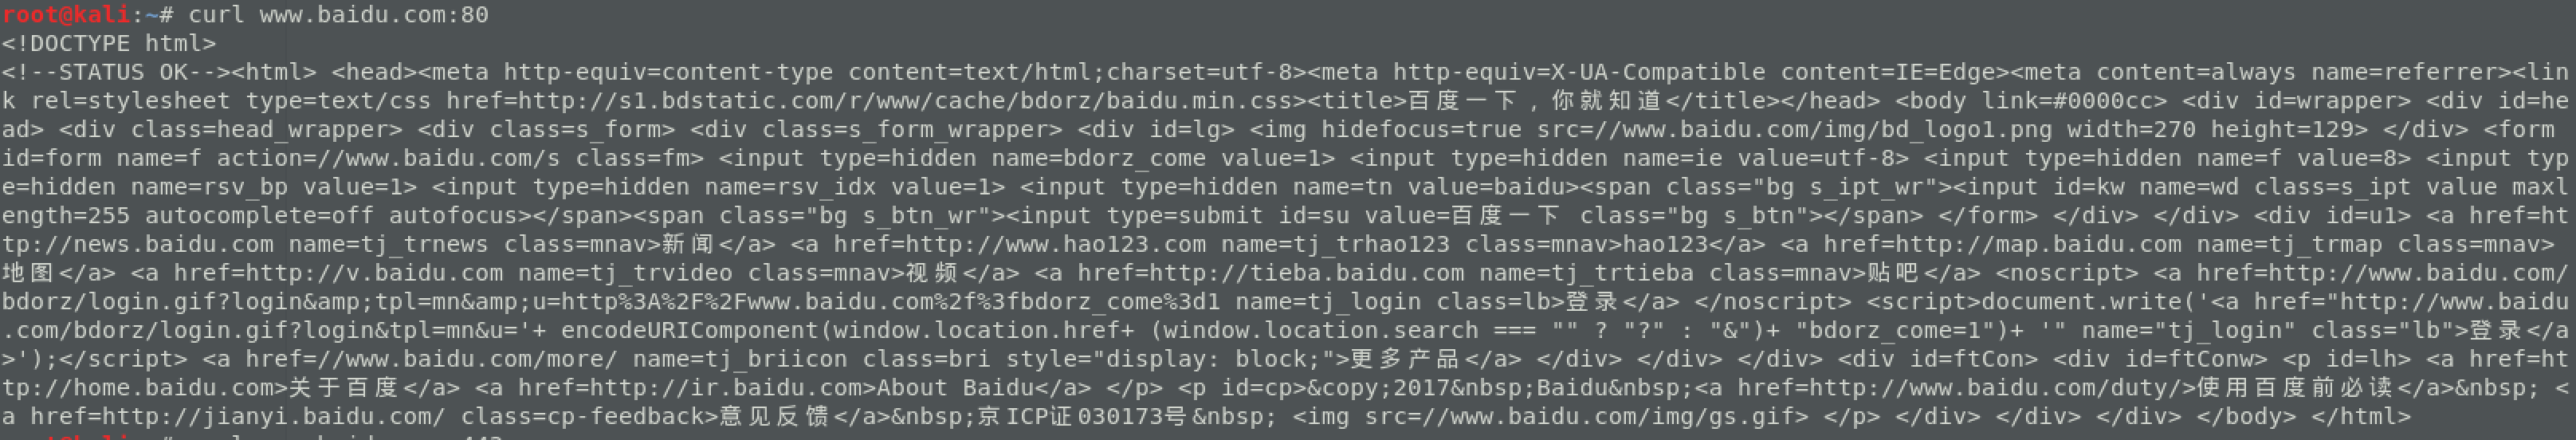 root@kali:~# curl www.baidu.com:80
<!DOCTYPE html>
<!--STATUS OK--><html> <head><meta http-equiv=content-type content=text/html;charset=utf-8><meta http-equiv=X-UA-Compatible content=IE=Edge><meta content=always name=referrer><lin
k rel=stylesheet type=text/css href=http://s1.bdstatic.com/r/www/cache/bdorz/baidu.min.css><title>百度一下，你就知道</title></head> <body link=#0000cc> <div id=wrapper> <div id=he
ad> <div class=head_wrapper> <div class=s_form> <div class=s_form_wrapper> <div id=lg> <img hidefocus=true src=//www.baidu.com/img/bd_logo1.png width=270 height=129> </div> <form
id=form name=f action=//www.baidu.com/s class=fm> <input type=hidden name=bdorz_come value=1> <input type=hidden name=ie value=utf-8> <input type=hidden name=f value=8> <input typ
e=hidden name=rsv_bp value=1> <input type=hidden name=rsv_idx value=1> <input type=hidden name=tn value=baidu><span class="bg s_ipt_wr"><input id=kw name=wd class=s_ipt value maxl
ength=255 autocomplete=off autofocus></span><span class="bg s_btn_wr"><input type=submit id=su value=百度一下 class="bg s_btn"></span> </form> </div> </div> <div id=u1> <a href=ht
tp://news.baidu.com name=tj_trnews class=mnav>新闻</a> <a href=http://www.hao123.com name=tj_trhao123 class=mnav>hao123</a> <a href=http://map.baidu.com name=tj_trmap class=mnav>
地图</a> <a href=http://v.baidu.com name=tj_trvideo class=mnav>视频</a> <a href=http://tieba.baidu.com name=tj_trtieba class=mnav>贴吧</a> <noscript> <a href=http://www.baidu.com/
bdorz/login.gif?login&amp;tpl=mn&amp;u=http%3A%2F%2Fwww.baidu.com%2f%3fbdorz_come%3d1 name=tj_login class=lb>登录</a> </noscript> <script>document.write('<a href="http://www.baidu
.com/bdorz/login.gif?login&tpl=mn&u='+ encodeURIComponent(window.location.href+ (window.location.search === "" ? "?" : "&")+ "bdorz_come=1")+ '" name="tj_login" class="lb">登录</a
>');</script> <a href=//www.baidu.com/more/ name=tj_briicon class=bri style="display: block;">更多产品</a> </div> </div> </div> <div id=ftCon> <div id=ftConw> <p id=lh> <a href=ht
tp://home.baidu.com>关于百度</a> <a href=http://ir.baidu.com>About Baidu</a> </p> <p id=cp>&copy;2017&nbsp;Baidu&nbsp;<a href=http://www.baidu.com/duty/>使用百度前必读</a>&nbsp; <
a href=http://jianyi.baidu.com/ class=cp-feedback>意见反馈</a>&nbsp;京ICP证030173号&nbsp; <img src=//www.baidu.com/img/gs.gif> </p> </div> </div> </div> </body> </html>